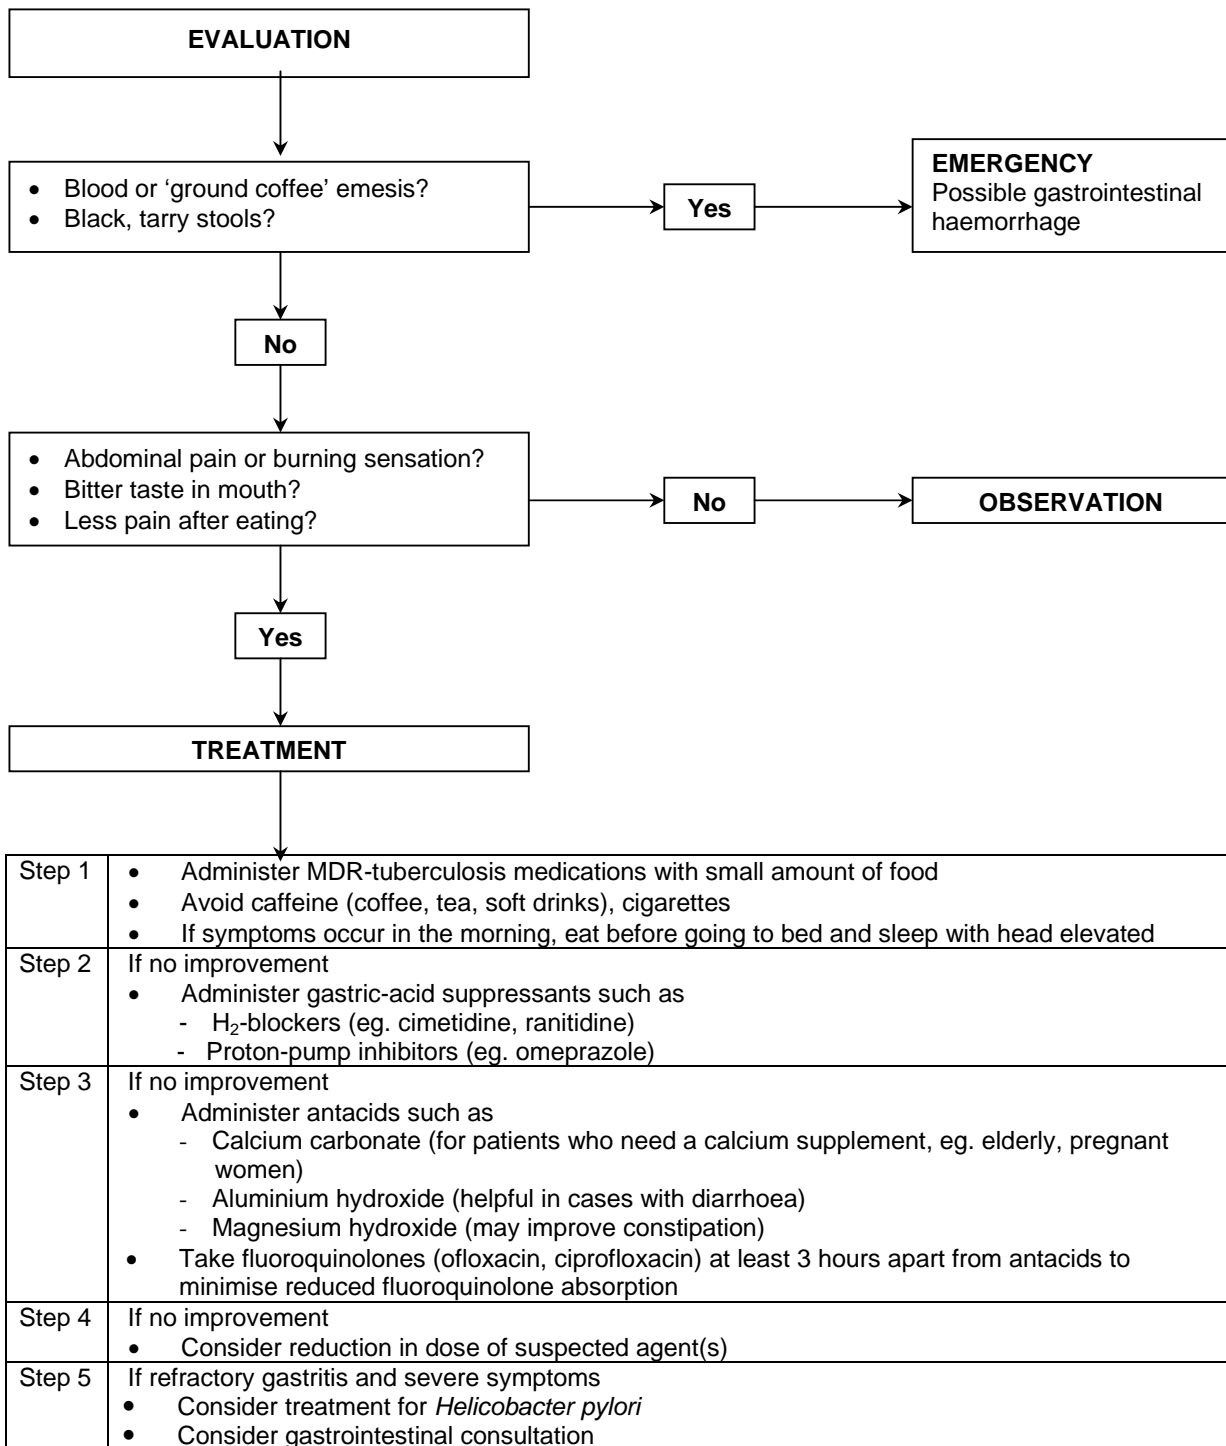 EVALUATION
• Blood or ‘ground coffee’ emesis?
• Black, tarry stools?
Yes
EMERGENCY
Possible gastrointestinal
haemorrhage
No
• Abdominal pain or burning sensation?
• Bitter taste in mouth?
• Less pain after eating?
No
OBSERVATION
Yes
TREATMENT
Step 1
• Administer MDR-tuberculosis medications with small amount of food
• Avoid caffeine (coffee, tea, soft drinks), cigarettes
• If symptoms occur in the morning, eat before going to bed and sleep with head elevated
Step 2
If no improvement
• Administer gastric-acid suppressants such as
- H₂-blockers (eg. cimetidine, ranitidine)
- Proton-pump inhibitors (eg. omeprazole)
Step 3
If no improvement
• Administer antacids such as
- Calcium carbonate (for patients who need a calcium supplement, eg. elderly, pregnant
women)
- Aluminium hydroxide (helpful in cases with diarrhoea)
- Magnesium hydroxide (may improve constipation)
• Take fluoroquinolones (ofloxacin, ciprofloxacin) at least 3 hours apart from antacids to
minimise reduced fluoroquinolone absorption
Step 4
If no improvement
• Consider reduction in dose of suspected agent(s)
Step 5
If refractory gastritis and severe symptoms
• Consider treatment for Helicobacter pylori
• Consider gastrointestinal consultation